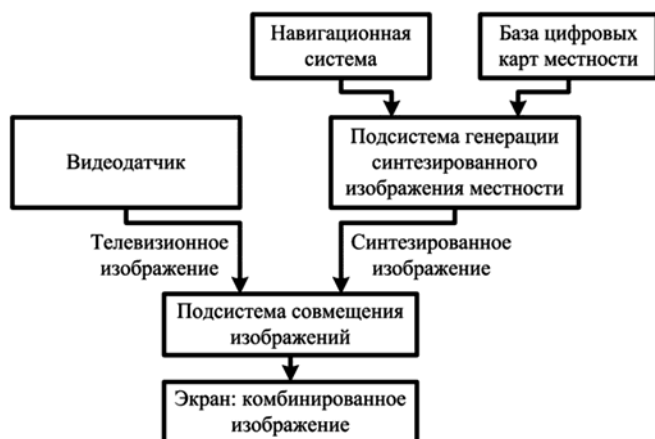 Навигационная
система
База цифровых
карт местности
Видеодатчик
Подсистема генерации
синтезированного
изображения местности
Телевизионное
изображение
Синтезированное
изображение
Подсистема совмещения
изображений
Экран: комбинированное
изображение